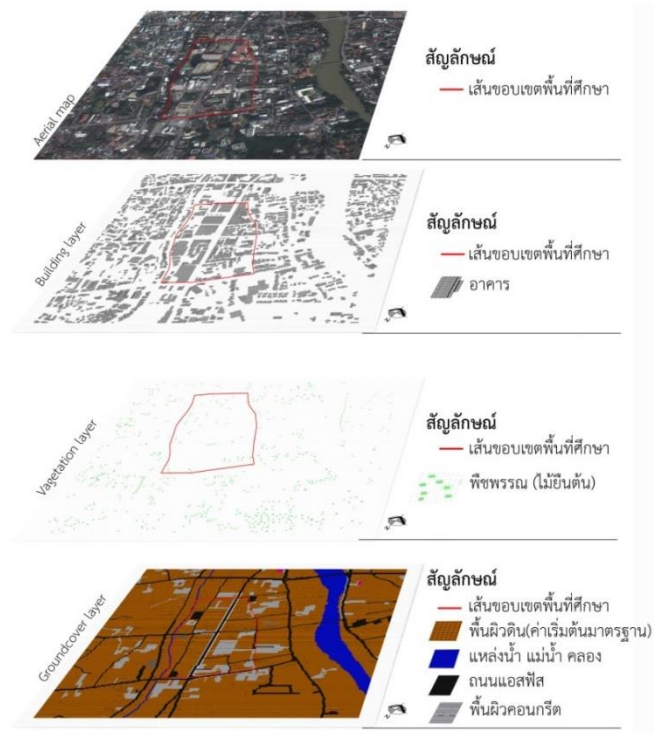 Aerial map
สัญลักษณ์
เส้นขอบเขตพื้นที่ศึกษา
Building layer
สัญลักษณ์
เส้นขอบเขตพื้นที่ศึกษา
อาคาร
Vagetation layer
สัญลักษณ์
เส้นขอบเขตพื้นที่ศึกษา
พืชพรรณ (ไม้ยืนต้น)
Groundcover layer
สัญลักษณ์
เส้นขอบเขตพื้นที่ศึกษา
พื้นผิวดิน(ค่าเริ่มต้นมาตรฐาน)
แหล่งน้ำ แม่น้ำ คลอง
ถนนแอสฟัส
พื้นผิวคอนกรีต